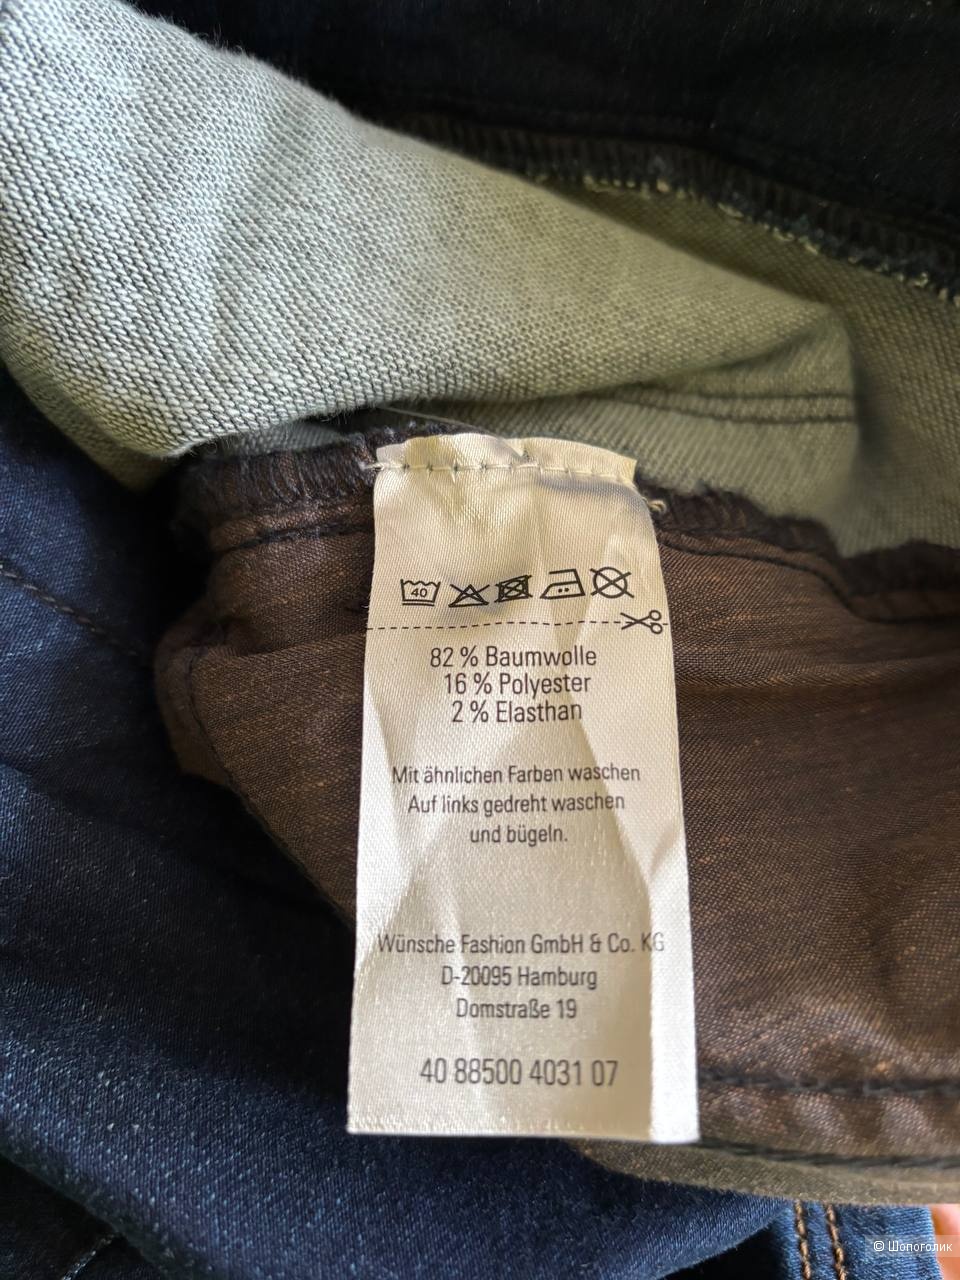 40
82 % Baumwolle
16 % Polyester
2 % Elasthan
Mit ähnlichen Farben waschen
Auf links gedreht waschen
und bügeln.
Wünsche Fashion GmbH & Co. KG
D-20095 Hamburg
Domstraße 19
40 88500 4031 07
© Шопоголик